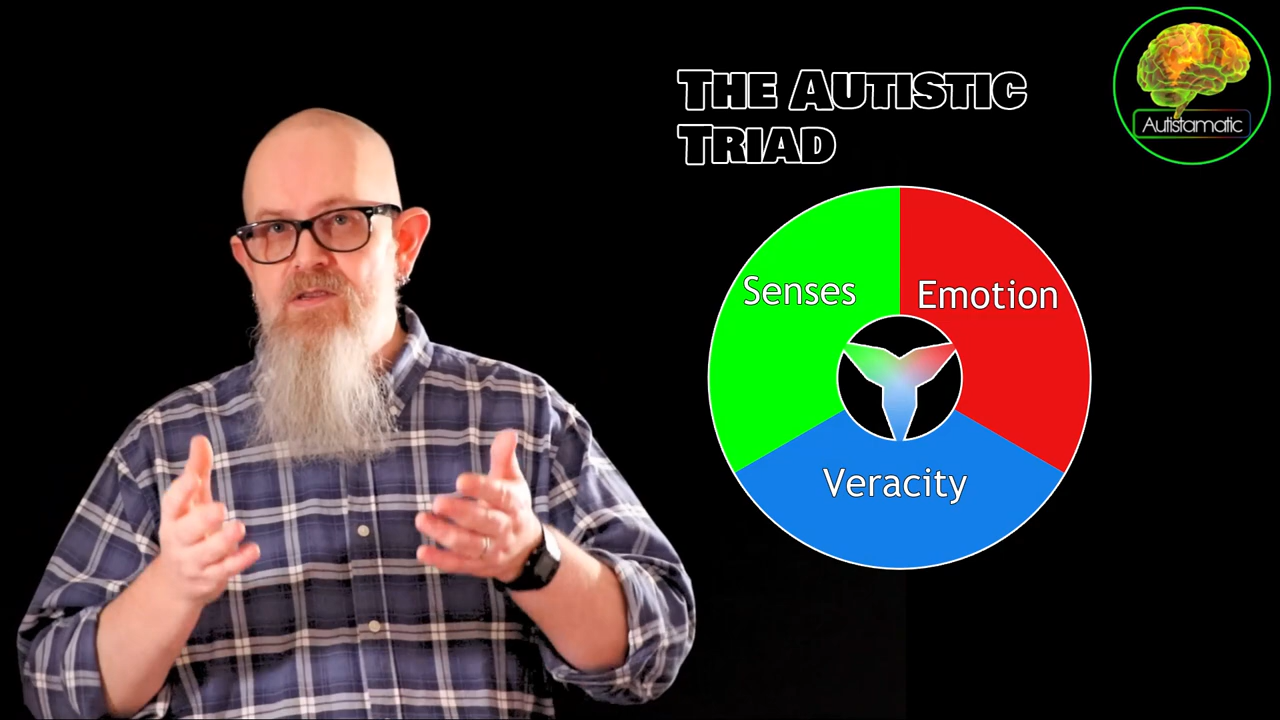 The Autistic
Triad
Autistamatic
Senses
Emotion
Veracity